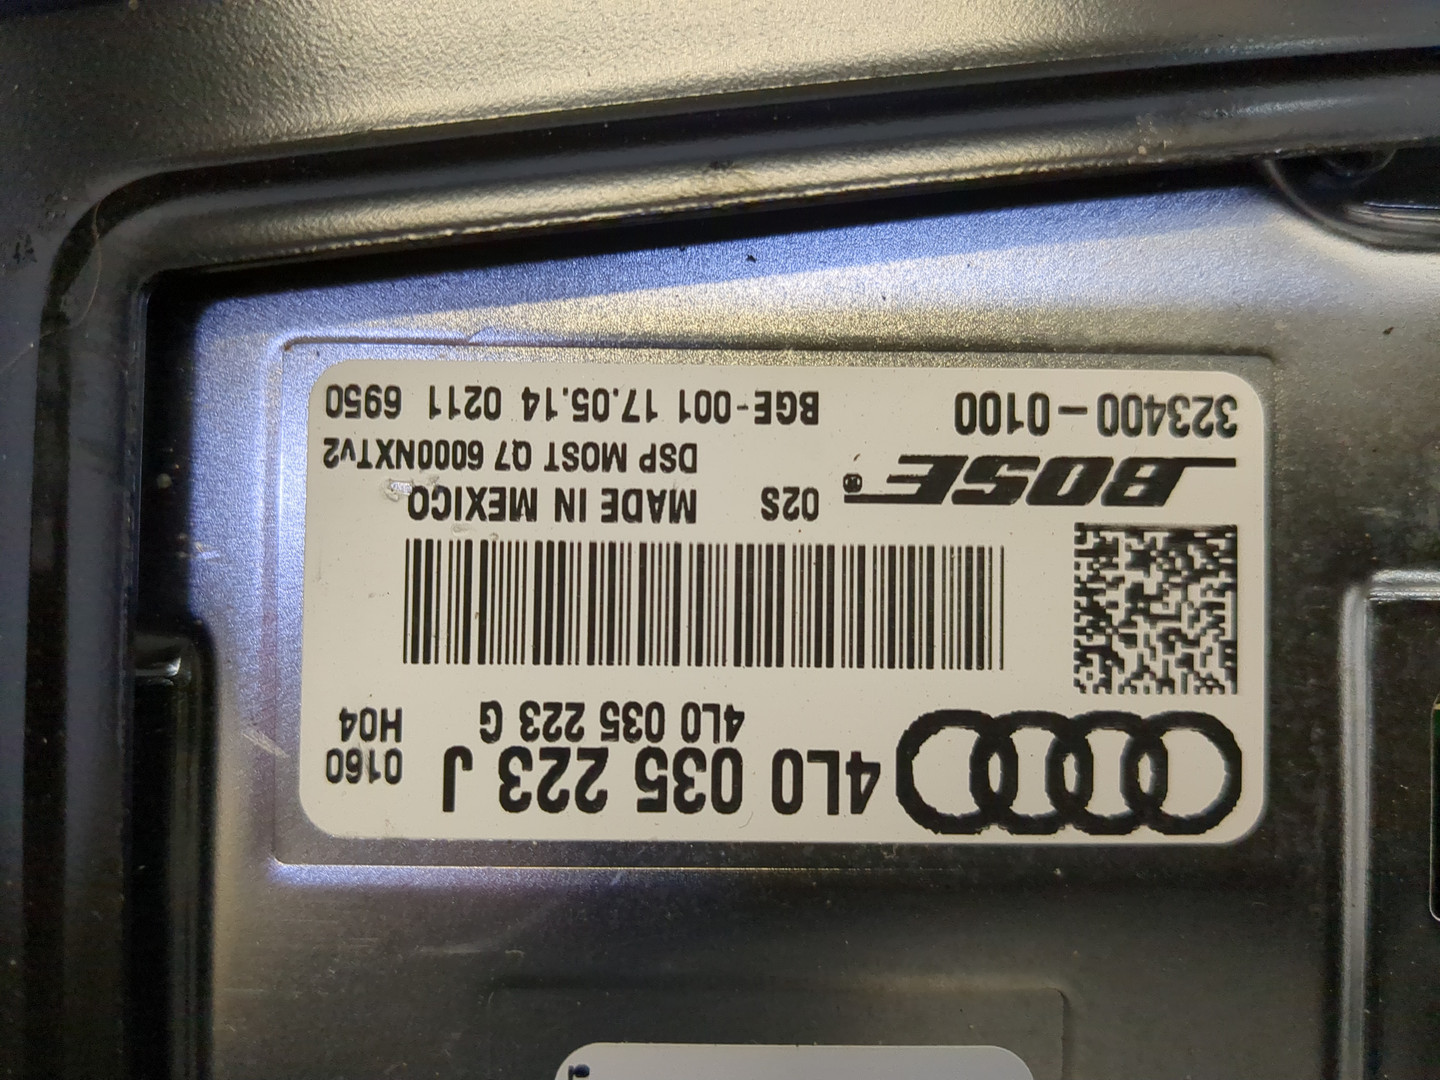 4L0 035 223 J
0160
4L0 035 223 G
H04
BOSE®
02S
MADE IN MEXICO
DSP MOST Q7 6000NXTv2
323400-0100
BGE-001 17.05.14 0211 6950